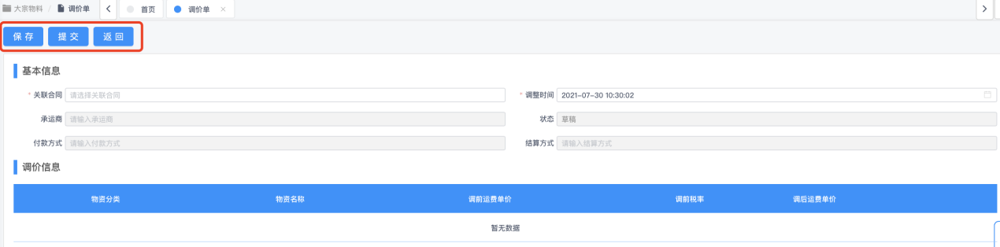 大宗物料 / 调价单 首页 调价单
保存 提交 返回
基本信息
* 关联合同 请选择关联合同 * 调整时间 2021-07-30 10:30:02
承运商 请输入承运商 状态 草稿
付款方式 请输入付款方式 结算方式 请输入结算方式
调价信息
物资分类 物资名称 调前运费单价 调前税率 调后运费单价
暂无数据